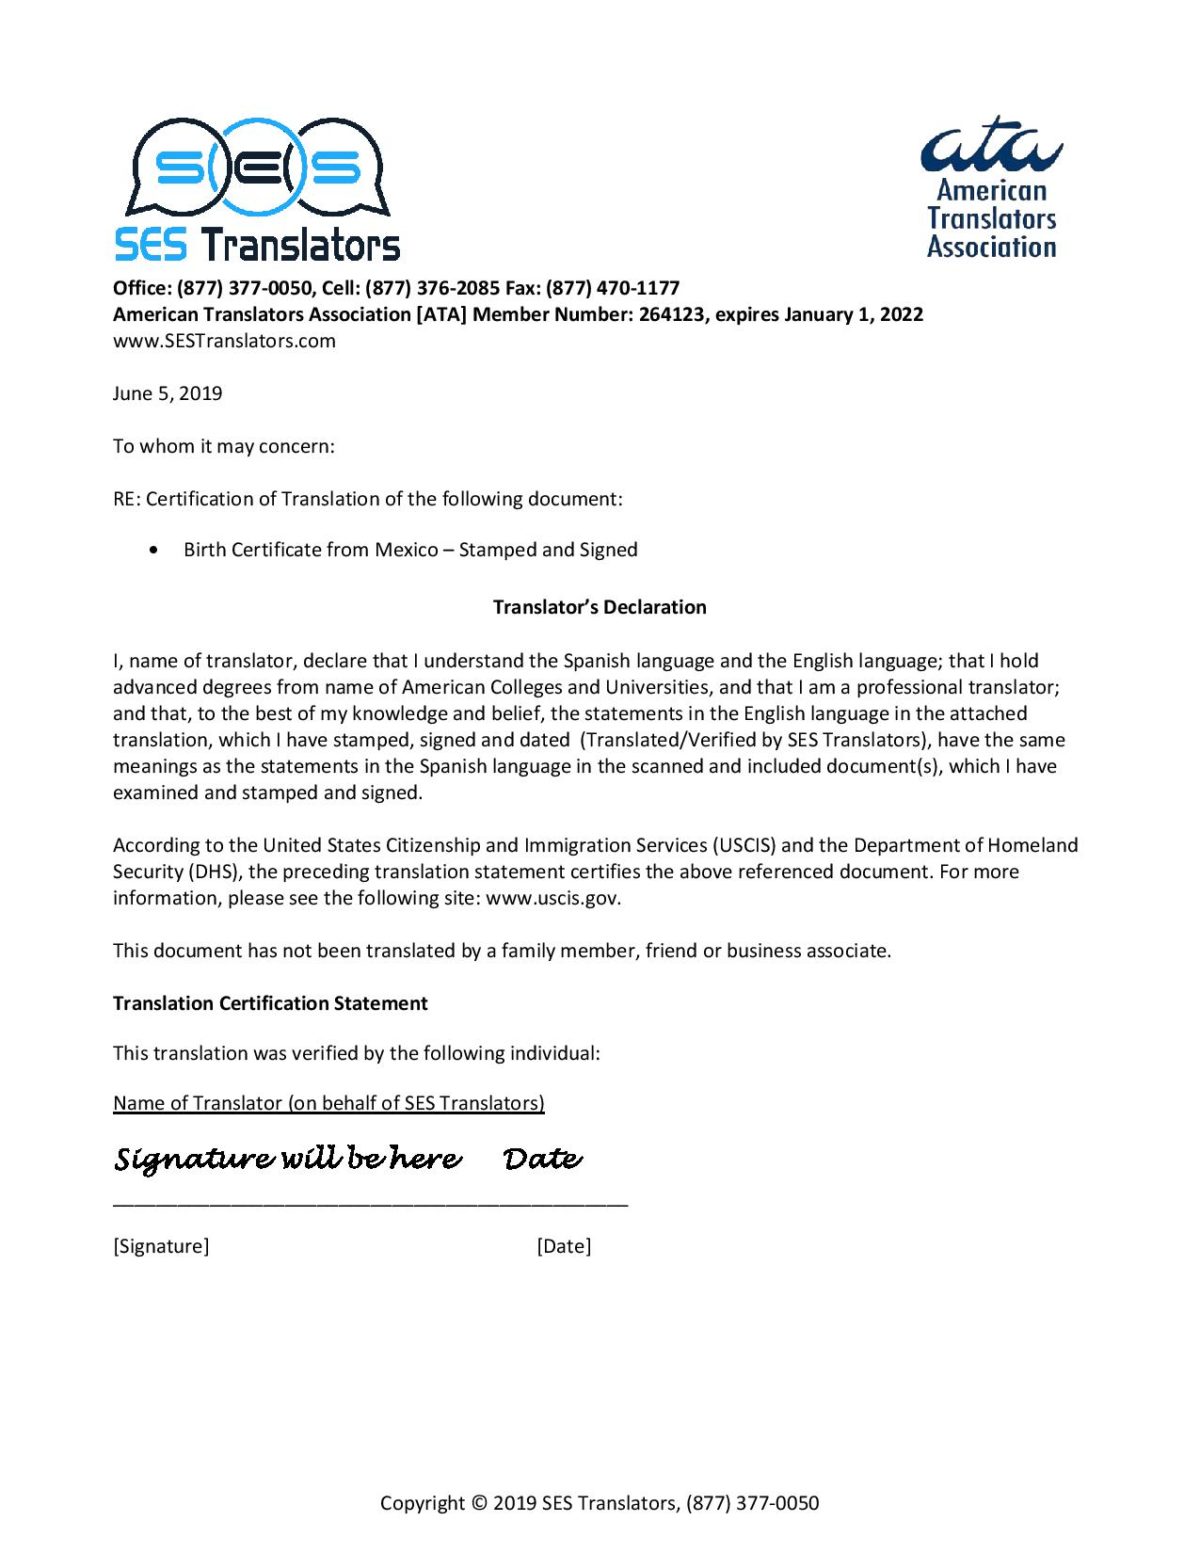 SES
SES Translators
ata
American
Translators
Association
Office: (877) 377-0050, Cell: (877) 376-2085 Fax: (877) 470-1177
American Translators Association [ATA] Member Number: 264123, expires January 1, 2022
www.SESTranslators.com
June 5, 2019
To whom it may concern:
RE: Certification of Translation of the following document:
• Birth Certificate from Mexico – Stamped and Signed
Translator’s Declaration
I, name of translator, declare that I understand the Spanish language and the English language; that I hold
advanced degrees from name of American Colleges and Universities, and that I am a professional translator;
and that, to the best of my knowledge and belief, the statements in the English language in the attached
translation, which I have stamped, signed and dated  (Translated/Verified by SES Translators), have the same
meanings as the statements in the Spanish language in the scanned and included document(s), which I have
examined and stamped and signed.
According to the United States Citizenship and Immigration Services (USCIS) and the Department of Homeland
Security (DHS), the preceding translation statement certifies the above referenced document. For more
information, please see the following site: www.uscis.gov.
This document has not been translated by a family member, friend or business associate.
Translation Certification Statement
This translation was verified by the following individual:
Name of Translator (on behalf of SES Translators)
Signature will be here Date
[Signature] [Date]
Copyright © 2019 SES Translators, (877) 377-0050